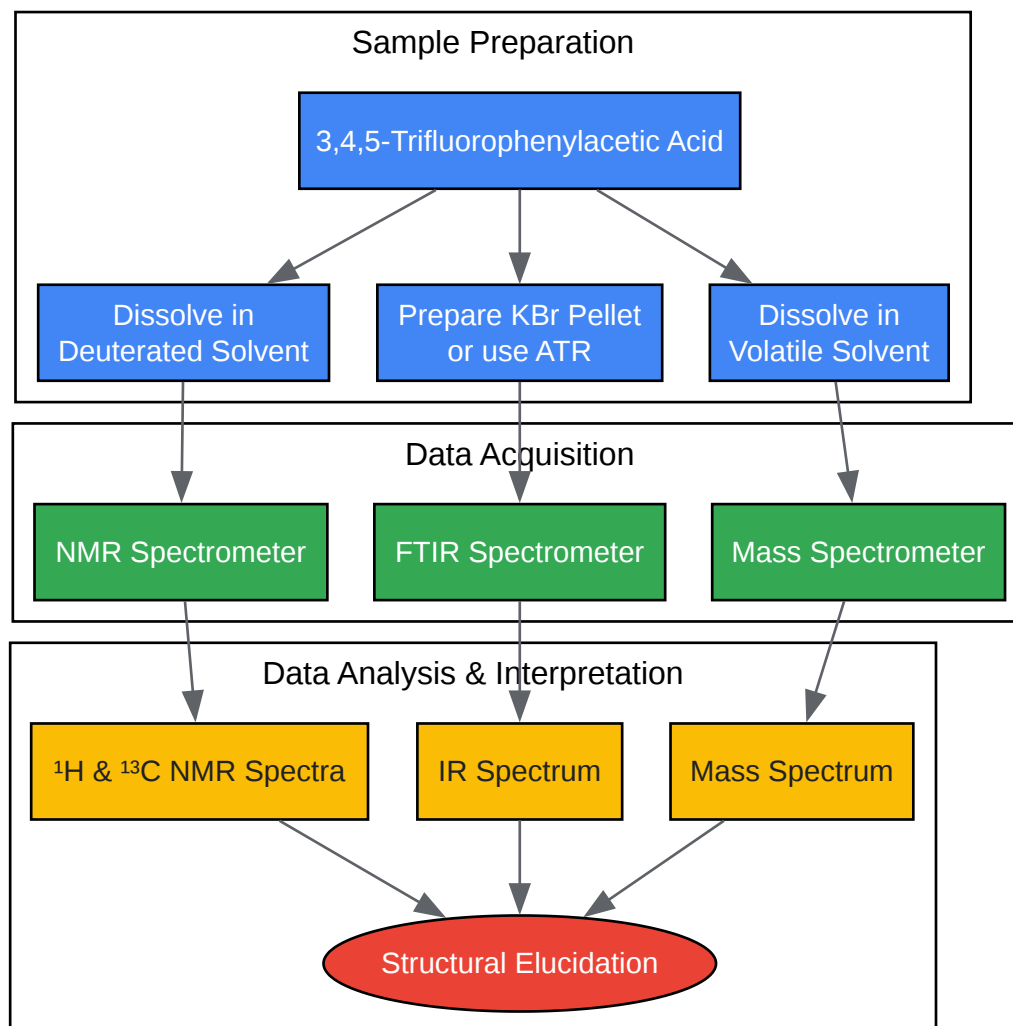 Sample Preparation
3,4,5-Trifluorophenylacetic Acid
Dissolve in
Deuterated Solvent
Prepare KBr Pellet
or use ATR
Dissolve in
Volatile Solvent
Data Acquisition
NMR Spectrometer
FTIR Spectrometer
Mass Spectrometer
Data Analysis & Interpretation
¹H & ¹³C NMR Spectra
IR Spectrum
Mass Spectrum
Structural Elucidation